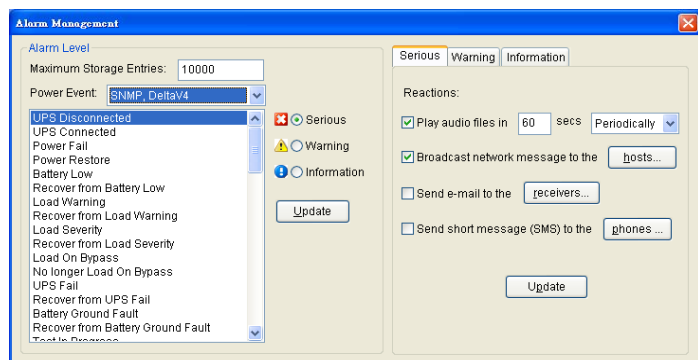 Alarm Management
Alarm Level
Maximum Storage Entries: 10000
Power Event: SNMP, DeltaV4
UPS Disconnected
UPS Connected
Power Fail
Power Restore
Battery Low
Recover from Battery Low
Load Warning
Recover from Load Warning
Load Severity
Recover from Load Severity
Load On Bypass
No longer Load On Bypass
UPS Fail
Recover from UPS Fail
Battery Ground Fault
Recover from Battery Ground Fault
Test In Progress
Serious
Warning
Information
Update
Serious Warning Information
Reactions:
Play audio files in 60 secs Periodically
Broadcast network message to the hosts...
Send e-mail to the receivers...
Send short message (SMS) to the phones ...
Update